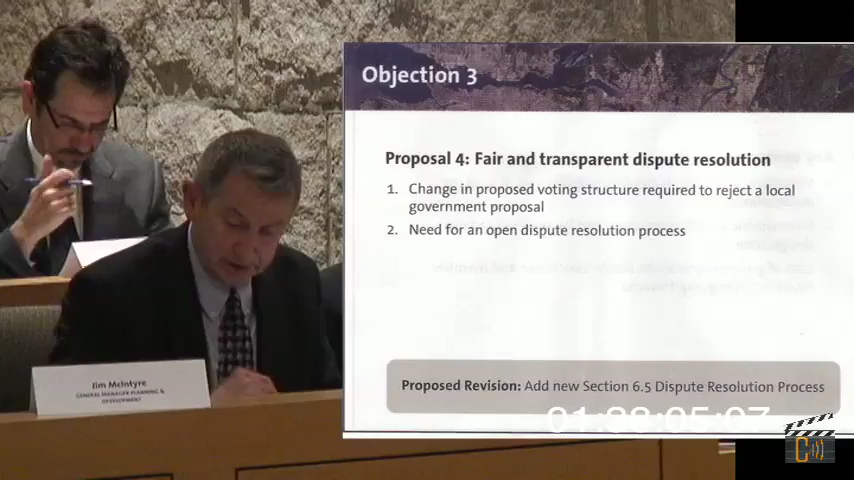 Objection 3
Proposal 4: Fair and transparent dispute resolution
1. Change in proposed voting structure required to reject a local
government proposal
2. Need for an open dispute resolution process
Proposed Revision: Add new Section 6.5 Dispute Resolution Process
Jim McIntyre
GENERAL MANAGER PLANNING &
DEVELOPMENT